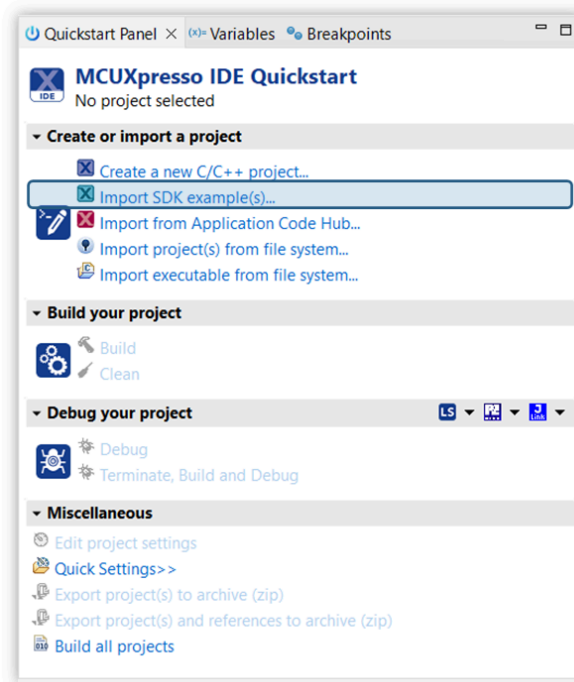 Quickstart Panel
(x)= Variables
Breakpoints
IDE
MCUXpresso IDE Quickstart
No project selected
Create or import a project
Create a new C/C++ project...
Import SDK example(s)...
Import from Application Code Hub...
Import project(s) from file system...
Import executable from file system...
Build your project
Build
Clean
Debug your project
LS
Link
Debug
Terminate, Build and Debug
Miscellaneous
Edit project settings
Quick Settings>>
Export project(s) to archive (zip)
Export project(s) and references to archive (zip)
010
Build all projects